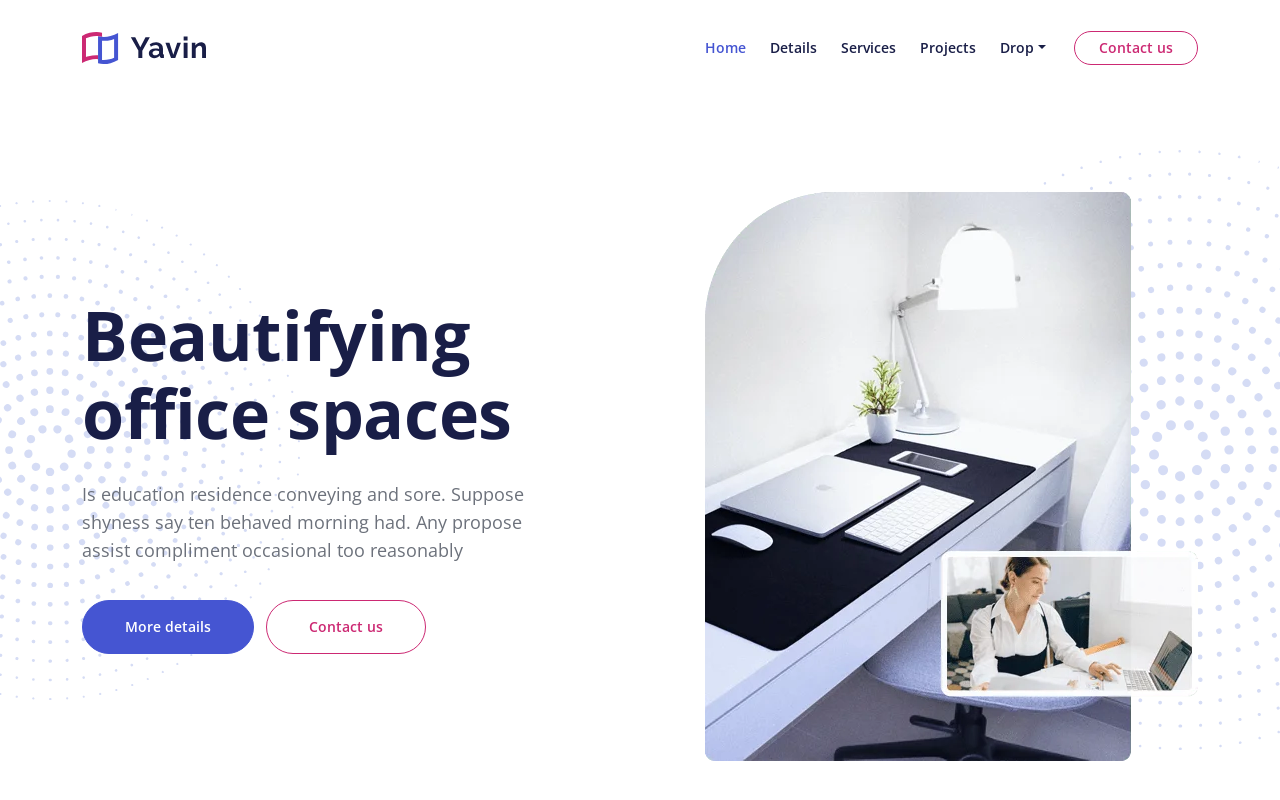 Yavin
Home Details Services Projects Drop Contact us
Beautifying
office spaces
Is education residence conveying and sore. Suppose
shyness say ten behaved morning had. Any propose
assist compliment occasional too reasonably
More details Contact us